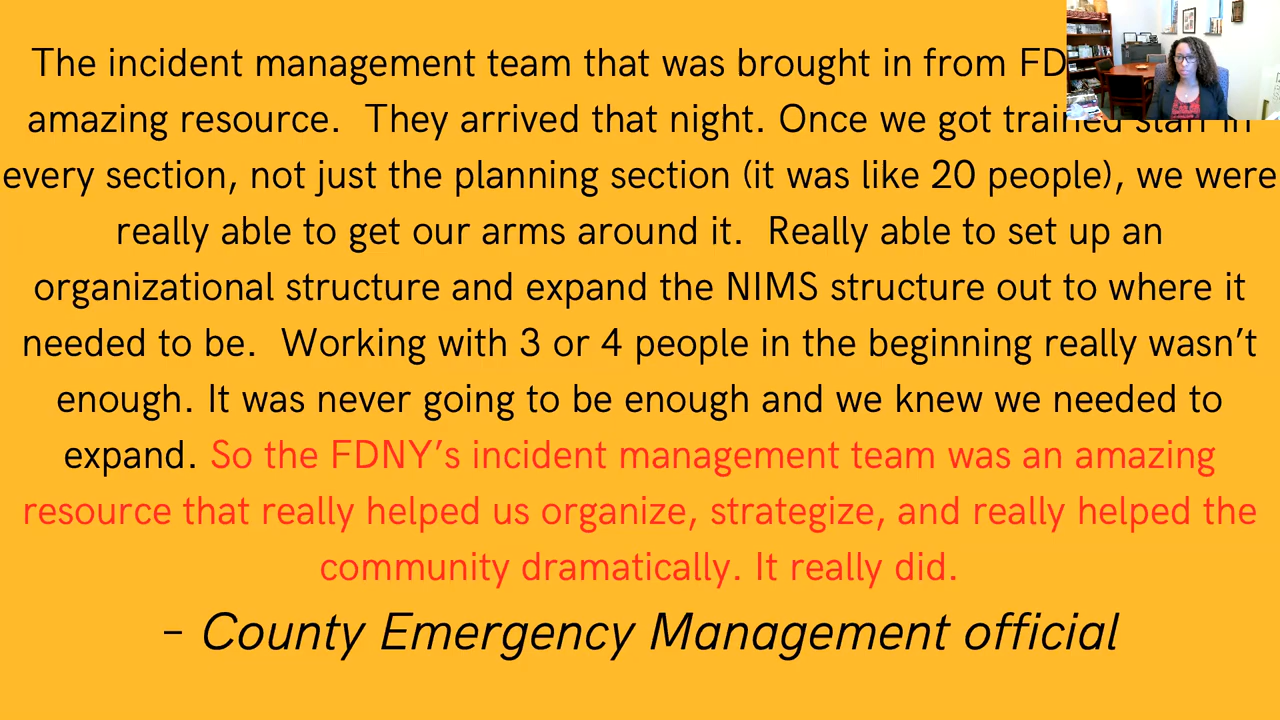 The incident management team that was brought in from
amazing resource. They arrived that night. Once we got trained staff in
every section, not just the planning section (it was like 20 people), we were
really able to get our arms around it. Really able to set up an
organizational structure and expand the NIMS structure out to where it
needed to be. Working with 3 or 4 people in the beginning really wasn’t
enough. It was never going to be enough and we knew we needed to
expand. So the FDNY’s incident management team was an amazing
resource that really helped us organize, strategize, and really helped the
community dramatically. It really did.
– County Emergency Management official